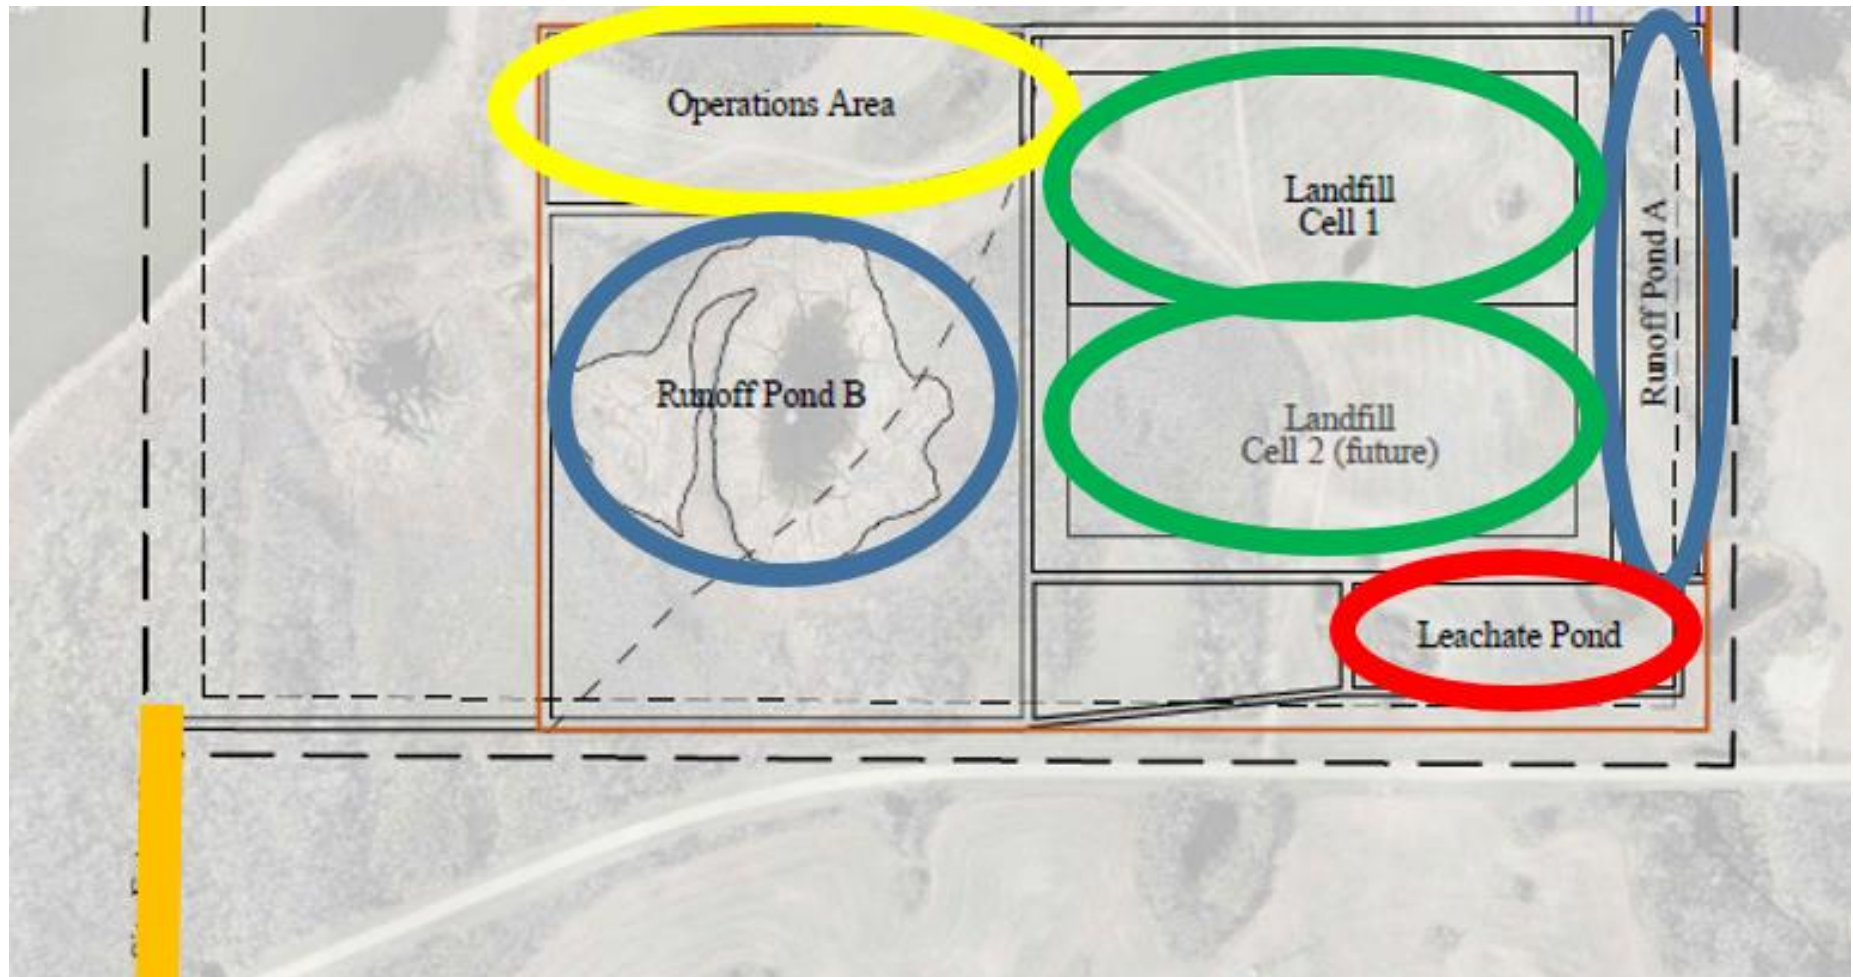 Operations Area
Landfill
Cell 1
Runoff Pond A
Runoff Pond B
Landfill
Cell 2 (future)
Leachate Pond